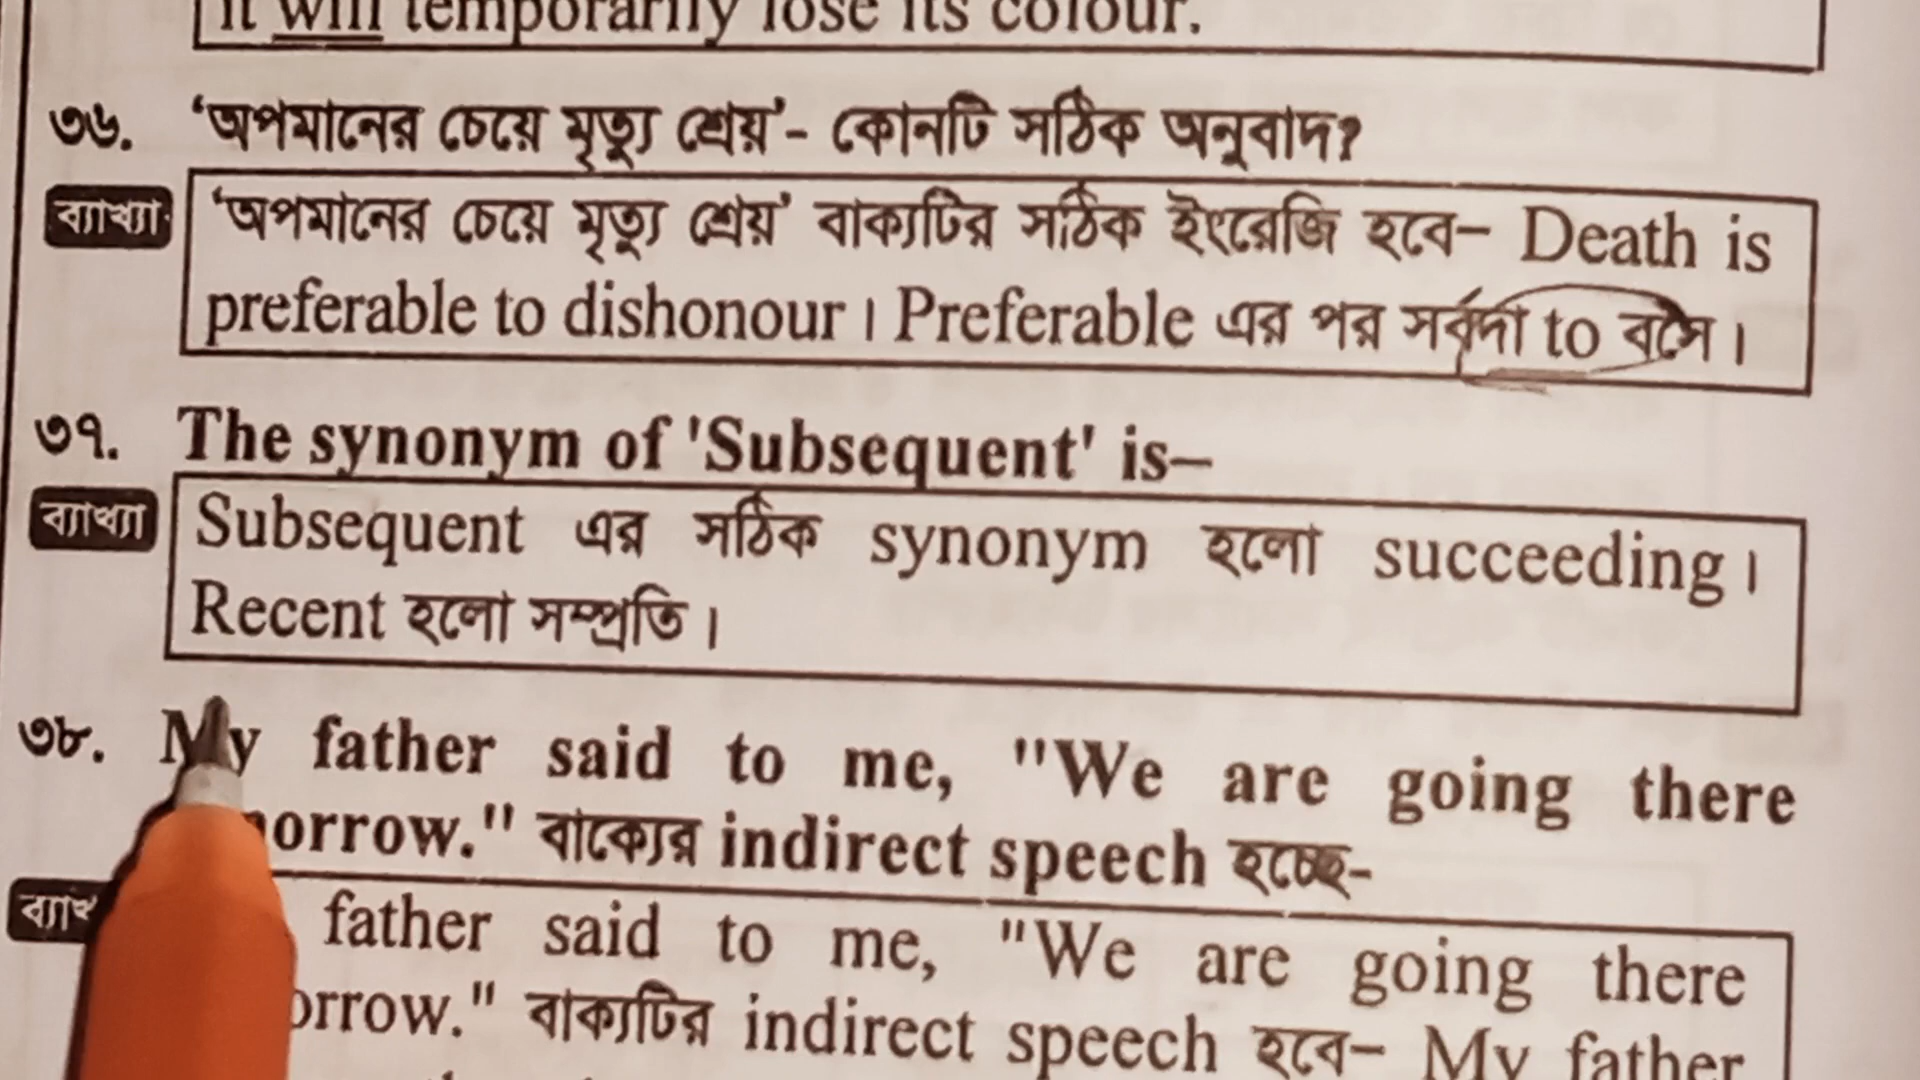 it will temporarily lose its colour.
৩৬. ‘অপমানের চেয়ে মৃত্যু শ্রেয়’- কোনটি সঠিক অনুবাদ?
ব্যাখ্যা ‘অপমানের চেয়ে মৃত্যু শ্রেয়’ বাক্যটির সঠিক ইংরেজি হবে– Death is
preferable to dishonour। Preferable এর পর সর্বদা to বসে।
৩৭. The synonym of 'Subsequent' is–
ব্যাখ্যা Subsequent এর সঠিক synonym হলো succeeding।
Recent হলো সম্প্রতি।
৩৮. My father said to me, "We are going there
orrow." বাক্যের indirect speech হচ্ছে-
father said to me, "We are going there
orrow." বাক্যটির indirect speech হবে– My father